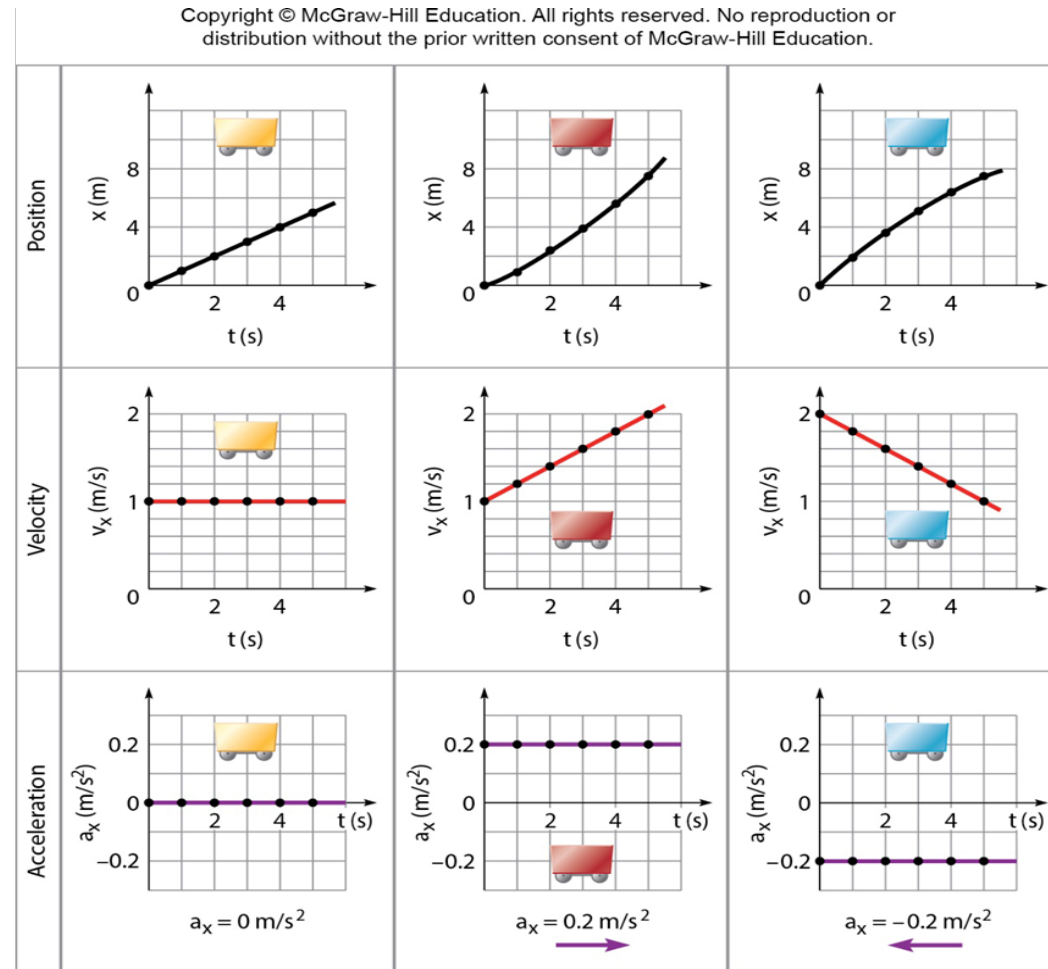 Copyright © McGraw-Hill Education. All rights reserved. No reproduction or
distribution without the prior written consent of McGraw-Hill Education.
Position
x (m)
8
4
0
2
4
t (s)
x (m)
8
4
0
2
4
t (s)
x (m)
8
4
0
2
4
t (s)
Velocity
vₓ (m/s)
2
1
0
2
4
t (s)
vₓ (m/s)
2
1
0
2
4
t (s)
vₓ (m/s)
2
1
0
2
4
t (s)
Acceleration
aₓ (m/s²)
0.2
0
−0.2
2
4
t (s)
aₓ = 0 m/s²
aₓ (m/s²)
0.2
0
−0.2
2
4
t (s)
aₓ = 0.2 m/s²
aₓ (m/s²)
0.2
0
−0.2
2
4
t (s)
aₓ = −0.2 m/s²